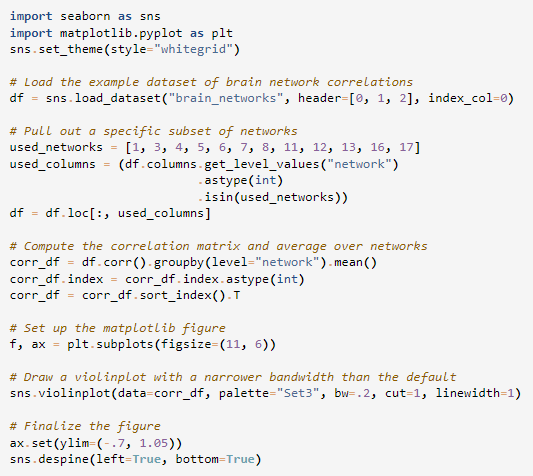 import seaborn as sns
import matplotlib.pyplot as plt
sns.set_theme(style="whitegrid")

# Load the example dataset of brain network correlations
df = sns.load_dataset("brain_networks", header=[0, 1, 2], index_col=0)

# Pull out a specific subset of networks
used_networks = [1, 3, 4, 5, 6, 7, 8, 11, 12, 13, 16, 17]
used_columns = (df.columns.get_level_values("network")
                          .astype(int)
                          .isin(used_networks))
df = df.loc[:, used_columns]

# Compute the correlation matrix and average over networks
corr_df = df.corr().groupby(level="network").mean()
corr_df.index = corr_df.index.astype(int)
corr_df = corr_df.sort_index().T

# Set up the matplotlib figure
f, ax = plt.subplots(figsize=(11, 6))

# Draw a violinplot with a narrower bandwidth than the default
sns.violinplot(data=corr_df, palette="Set3", bw=.2, cut=1, linewidth=1)

# Finalize the figure
ax.set(ylim=(-.7, 1.05))
sns.despine(left=True, bottom=True)